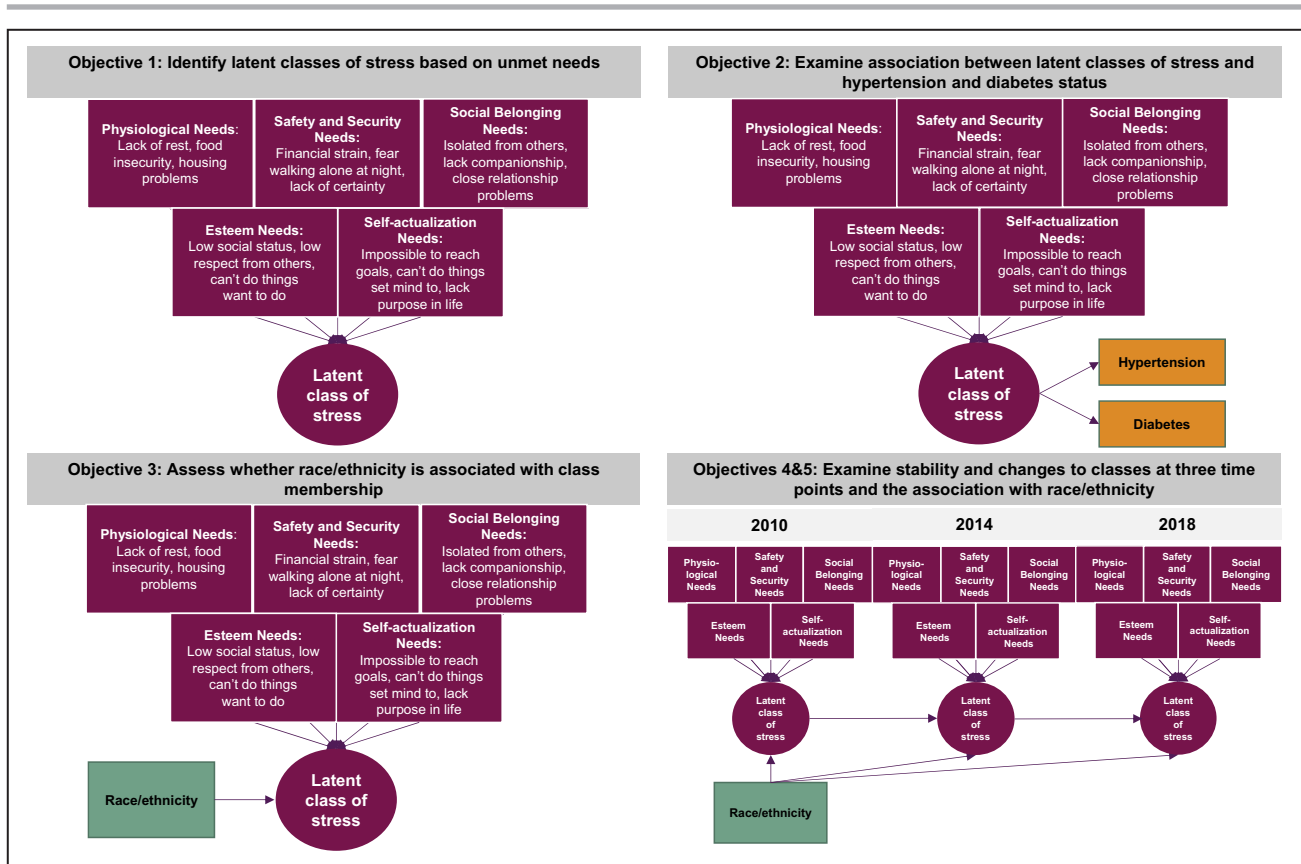 Objective 1: Identify latent classes of stress based on unmet needs
Physiological Needs:
Lack of rest, food
insecurity, housing
problems
Safety and Security
Needs:
Financial strain, fear
walking alone at night,
lack of certainty
Social Belonging
Needs:
Isolated from others,
lack companionship,
close relationship
problems
Esteem Needs:
Low social status, low
respect from others,
can't do things
want to do
Self-actualization
Needs:
Impossible to reach
goals, can't do things
set mind to, lack
purpose in life
Latent
class of
stress
Objective 2: Examine association between latent classes of stress and
hypertension and diabetes status
Physiological Needs:
Lack of rest, food
insecurity, housing
problems
Safety and Security
Needs:
Financial strain, fear
walking alone at night,
lack of certainty
Social Belonging
Needs:
Isolated from others,
lack companionship,
close relationship
problems
Esteem Needs:
Low social status, low
respect from others,
can't do things
want to do
Self-actualization
Needs:
Impossible to reach
goals, can't do things
set mind to, lack
purpose in life
Latent
class of
stress
Hypertension
Diabetes
Objective 3: Assess whether race/ethnicity is associated with class
membership
Physiological Needs:
Lack of rest, food
insecurity, housing
problems
Safety and Security
Needs:
Financial strain, fear
walking alone at night,
lack of certainty
Social Belonging
Needs:
Isolated from others,
lack companionship,
close relationship
problems
Esteem Needs:
Low social status, low
respect from others,
can't do things
want to do
Self-actualization
Needs:
Impossible to reach
goals, can't do things
set mind to, lack
purpose in life
Race/ethnicity
Latent
class of
stress
Objectives 4&5: Examine stability and changes to classes at three time
points and the association with race/ethnicity
2010
2014
2018
Physio-
logical
Needs
Safety
and
Security
Needs
Social
Belonging
Needs
Physio-
logical
Needs
Safety
and
Security
Needs
Social
Belonging
Needs
Physio-
logical
Needs
Safety
and
Security
Needs
Social
Belonging
Needs
Esteem
Needs
Self-
actualization
Needs
Esteem
Needs
Self-
actualization
Needs
Esteem
Needs
Self-
actualization
Needs
Latent
class
of
stress
Latent
class
of
stress
Latent
class
of
stress
Race/ethnicity